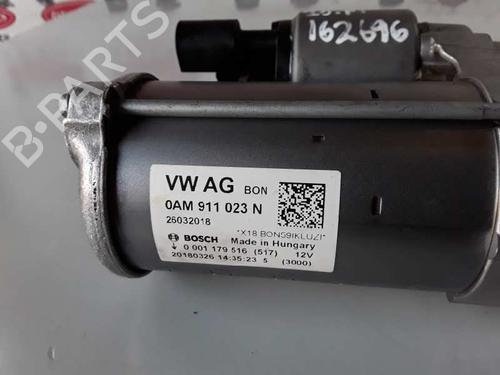 162696
B-PARTS
VW AG BON
0AM 911 023 N
26032018
*X18 BONS9IKLUZI*
BOSCH Made in Hungary
0 001 179 516 (517) 12V
20180326 14:35:23 5 (3000)